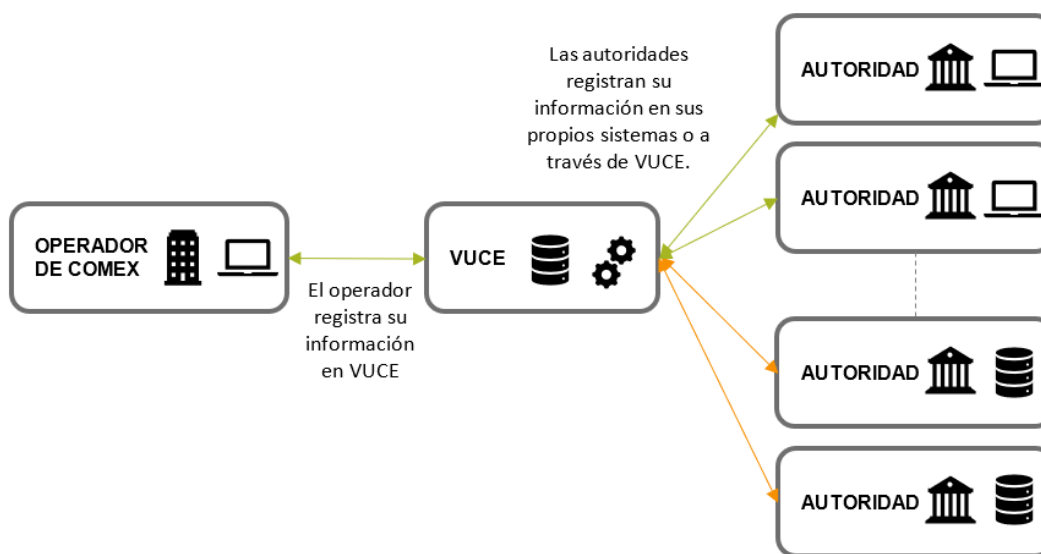 Las autoridades
registran su
información en sus
propios sistemas o a
través de VUCE.
AUTORIDAD
AUTORIDAD
OPERADOR
DE COMEX
VUCE
El operador
registra su
información
en VUCE
AUTORIDAD
AUTORIDAD